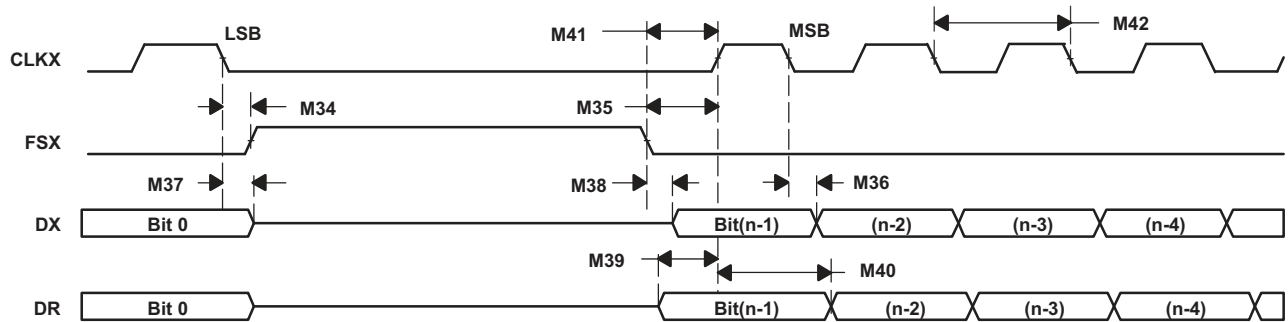 LSB
M41
MSB
M42
CLKX
M34
M35
FSX
M37
M38
M36
DX
Bit 0
Bit(n-1)
(n-2)
(n-3)
(n-4)
M39
M40
DR
Bit 0
Bit(n-1)
(n-2)
(n-3)
(n-4)